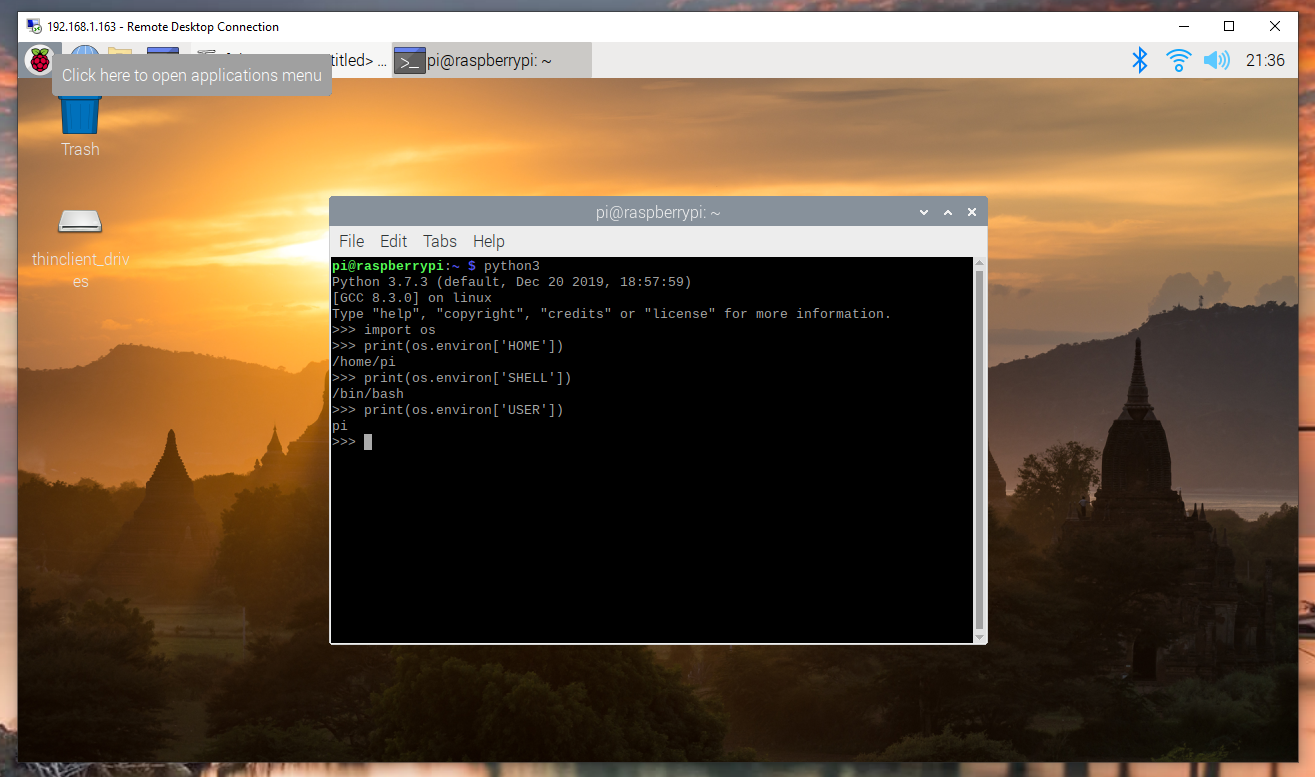 192.168.1.163 - Remote Desktop Connection
titled> ...
pi@raspberrypi: ~
21:36
Click here to open applications menu
Trash
thinclient_driv
es
pi@raspberrypi: ~
File Edit Tabs Help
pi@raspberrypi:~ $ python3
Python 3.7.3 (default, Dec 20 2019, 18:57:59)
[GCC 8.3.0] on linux
Type "help", "copyright", "credits" or "license" for more information.
>>> import os
>>> print(os.environ['HOME'])
/home/pi
>>> print(os.environ['SHELL'])
/bin/bash
>>> print(os.environ['USER'])
pi
>>>